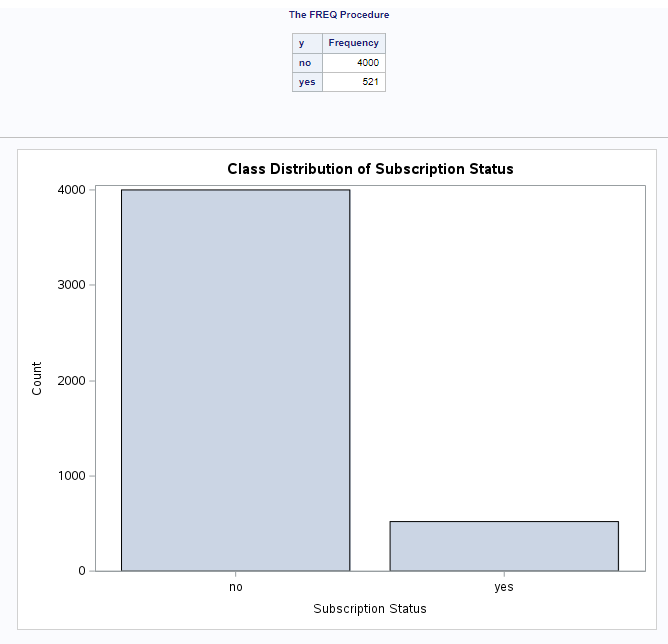 The FREQ Procedure
y Frequency
no 4000
yes 521
Class Distribution of Subscription Status
4000
3000
2000
1000
0
Count
no yes
Subscription Status